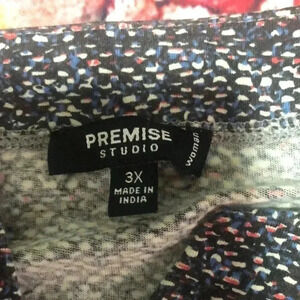 PREMISE
STUDIO
woman
3X
MADE IN
INDIA